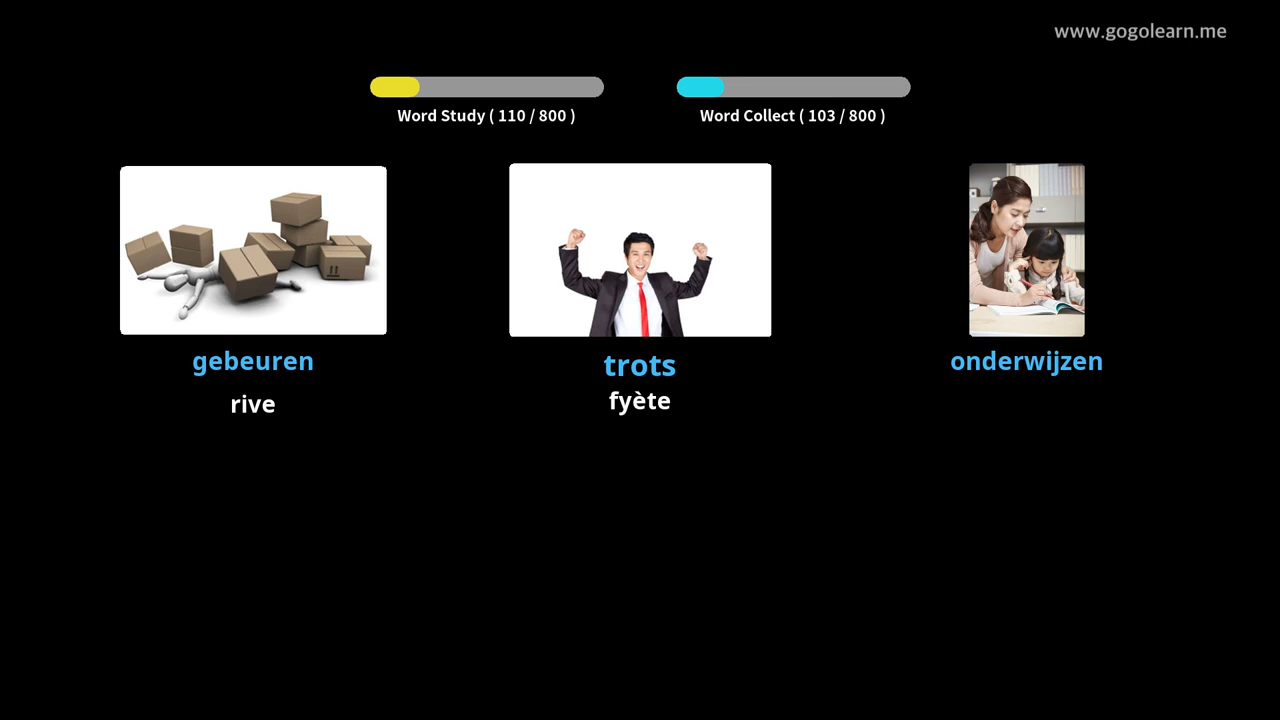 www.gogolearn.me
Word Study ( 110 / 800 )
Word Collect ( 103 / 800 )
gebeuren
trots
onderwijzen
rive
fyète